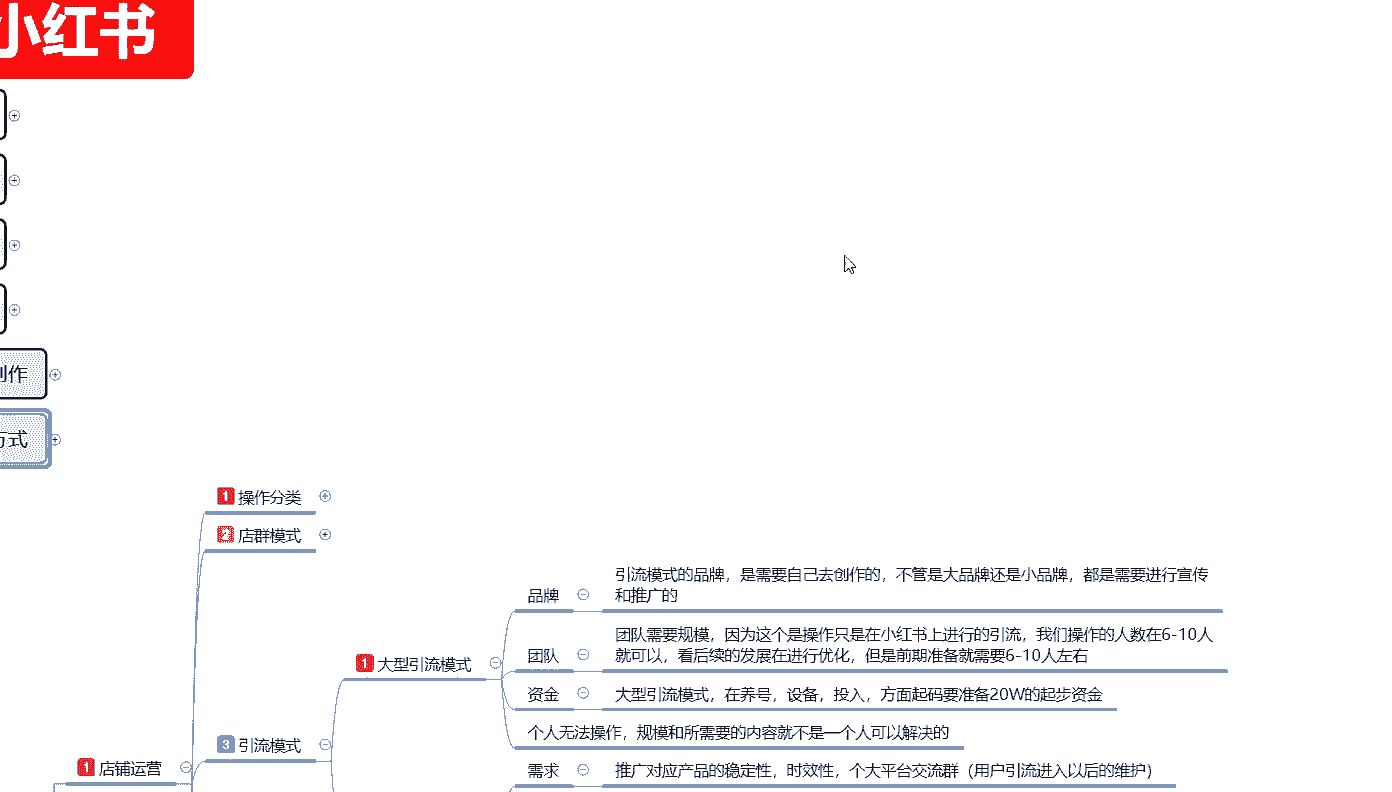 小红书
创作
方式
1 操作分类
2 店群模式
引流模式的品牌，是需要自己去创作的，不管是大品牌还是小品牌，都是需要进行宣传
和推广的
品牌
团队需要规模，因为这个是操作只是在小红书上进行的引流，我们操作的人数在6-10人
就可以，看后续的发展在进行优化，但是前期准备就需要6-10人左右
团队
1 大型引流模式
资金
大型引流模式，在养号，设备，投入，方面起码要准备20W的起步资金
个人无法操作，规模和所需要的内容就不是一个人可以解决的
3 引流模式
1 店铺运营
需求
推广对应产品的稳定性，时效性，个大平台交流群（用户引流进入以后的维护）